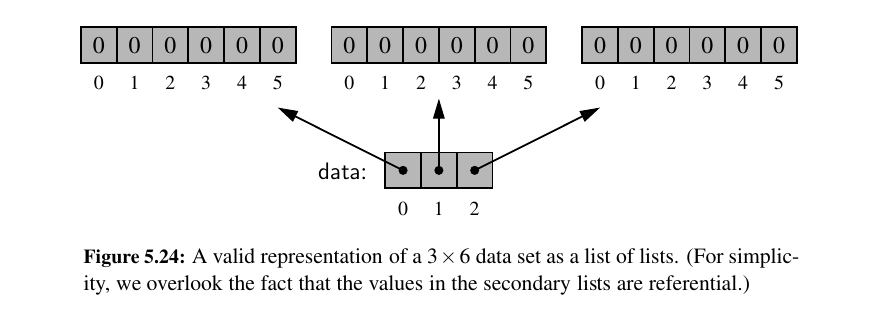 0 0 0 0 0 0 0 0 0 0 0 0 0 0 0 0 0 0
0 1 2 3 4 5 0 1 2 3 4 5 0 1 2 3 4 5
data:
0 1 2
Figure 5.24: A valid representation of a 3 × 6 data set as a list of lists. (For simplic-
ity, we overlook the fact that the values in the secondary lists are referential.)